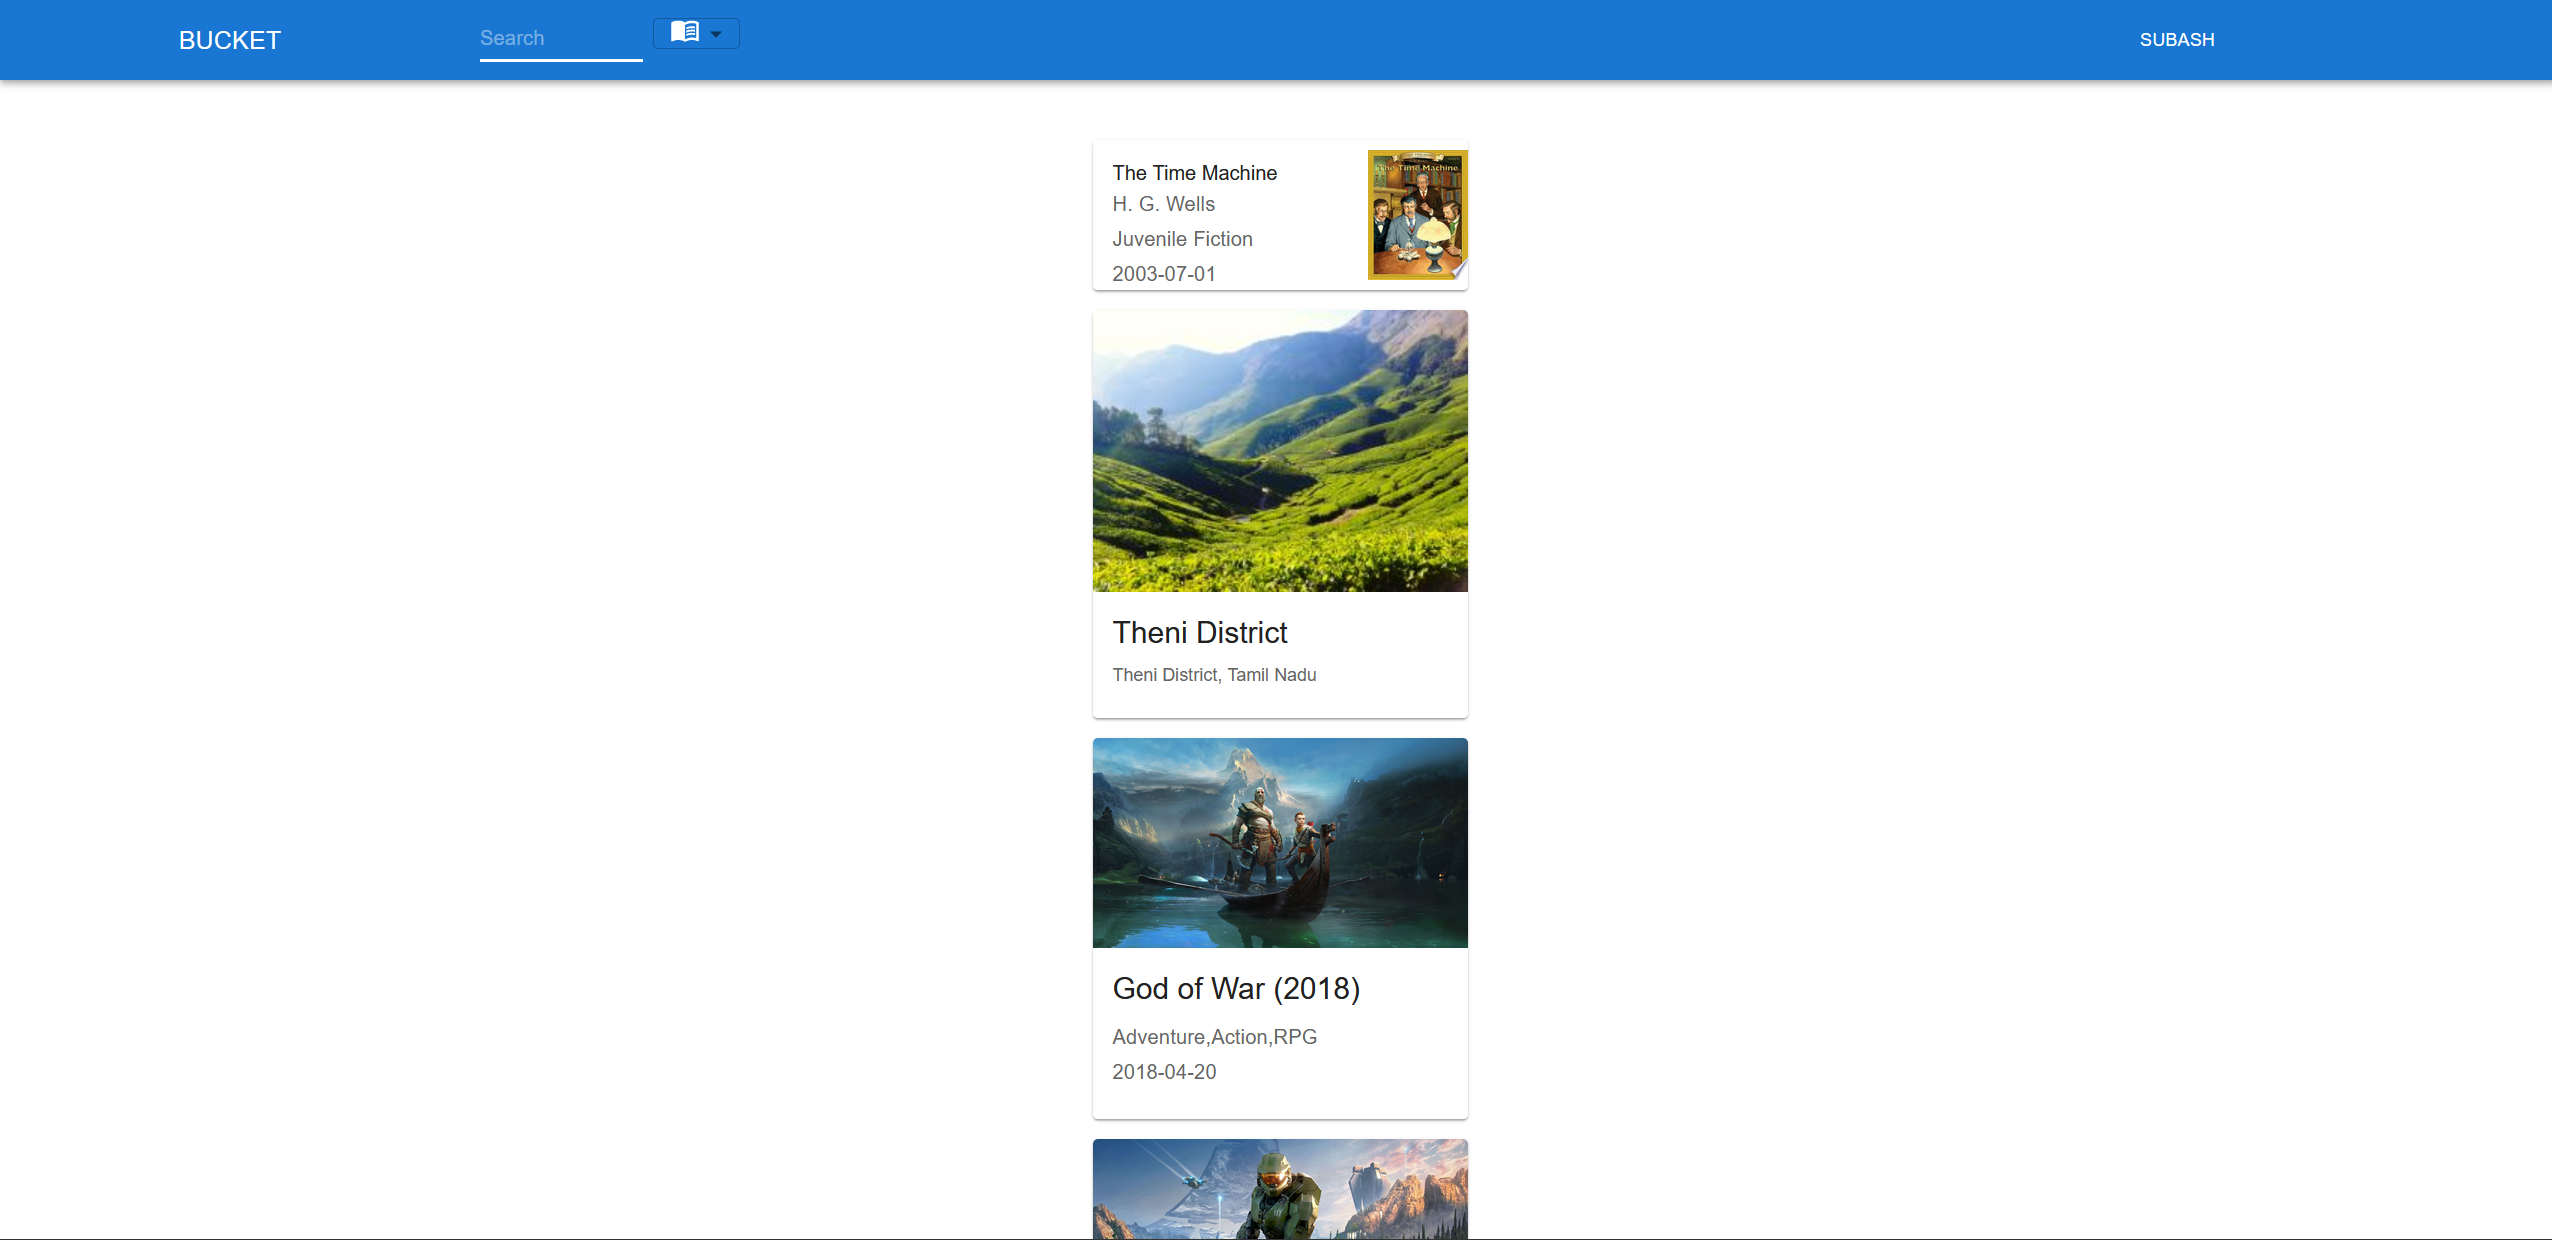 BUCKET
Search
SUBASH
The Time Machine
H. G. Wells
Juvenile Fiction
2003-07-01
The Time Machine
Theni District
Theni District, Tamil Nadu
God of War (2018)
Adventure,Action,RPG
2018-04-20